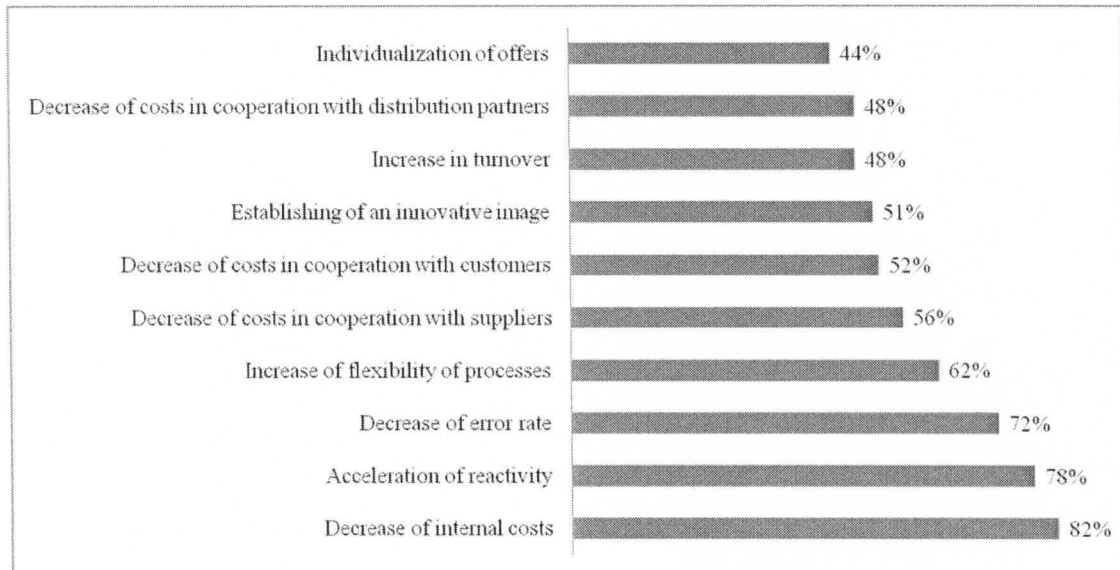 Individualization of offers 44%
Decrease of costs in cooperation with distribution partners 48%
Increase in turnover 48%
Establishing of an innovative image 51%
Decrease of costs in cooperation with customers 52%
Decrease of costs in cooperation with suppliers 56%
Increase of flexibility of processes 62%
Decrease of error rate 72%
Acceleration of reactivity 78%
Decrease of internal costs 82%